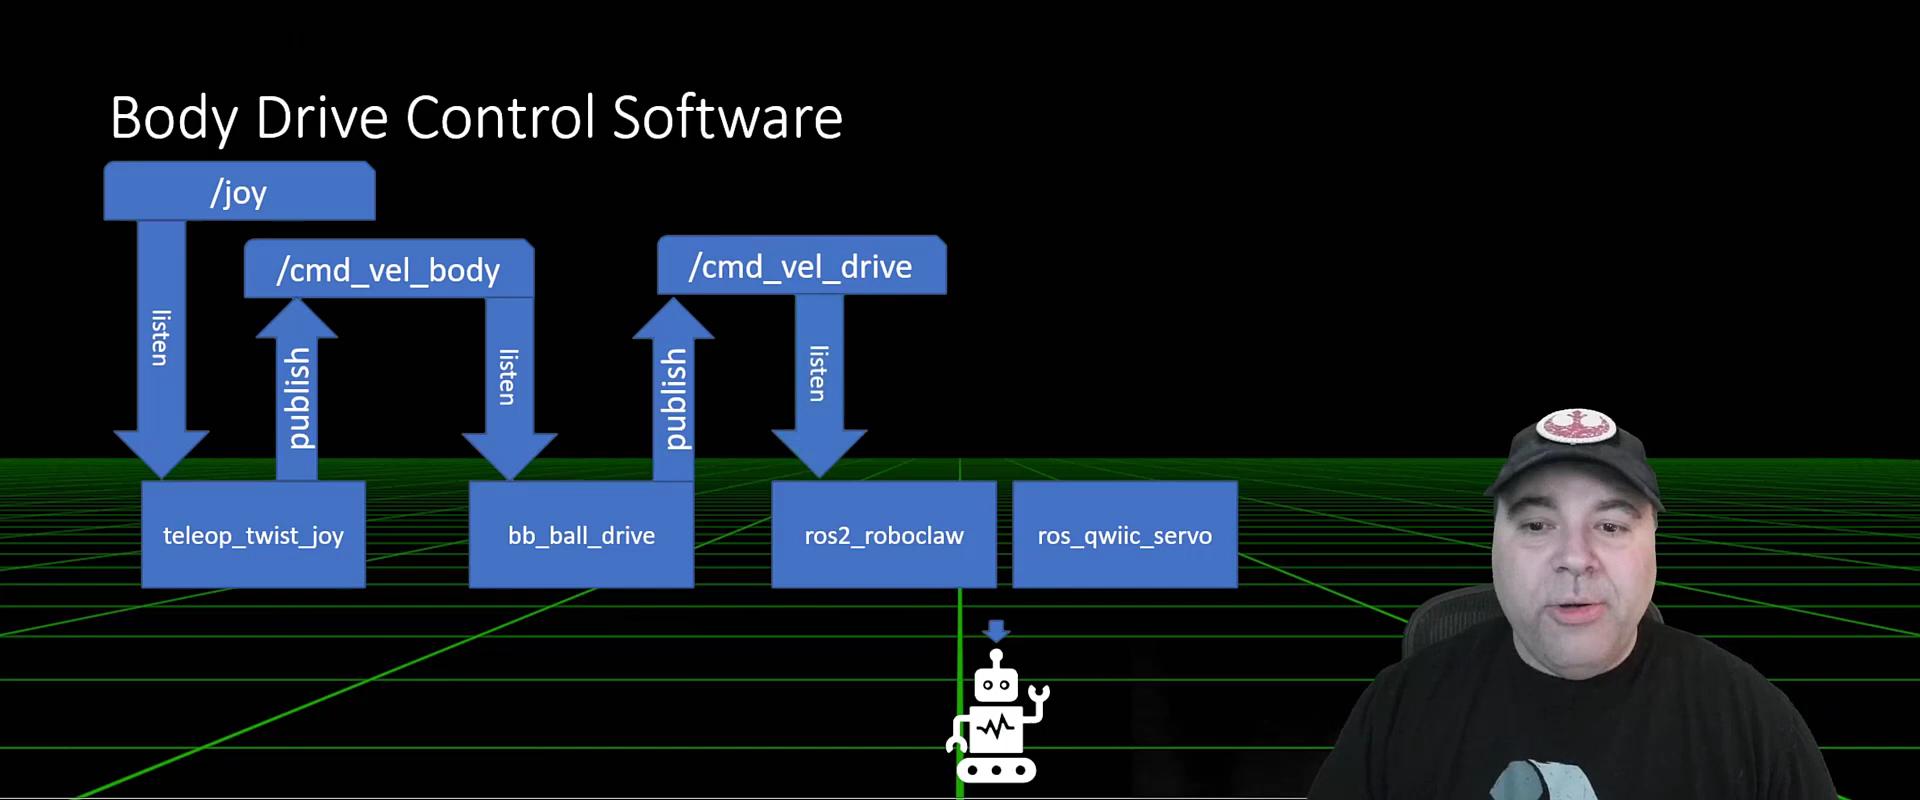 Body Drive Control Software
/joy
/cmd_vel_body
/cmd_vel_drive
listen
publish
listen
publish
listen
teleop_twist_joy
bb_ball_drive
ros2_roboclaw
ros_qwiic_servo